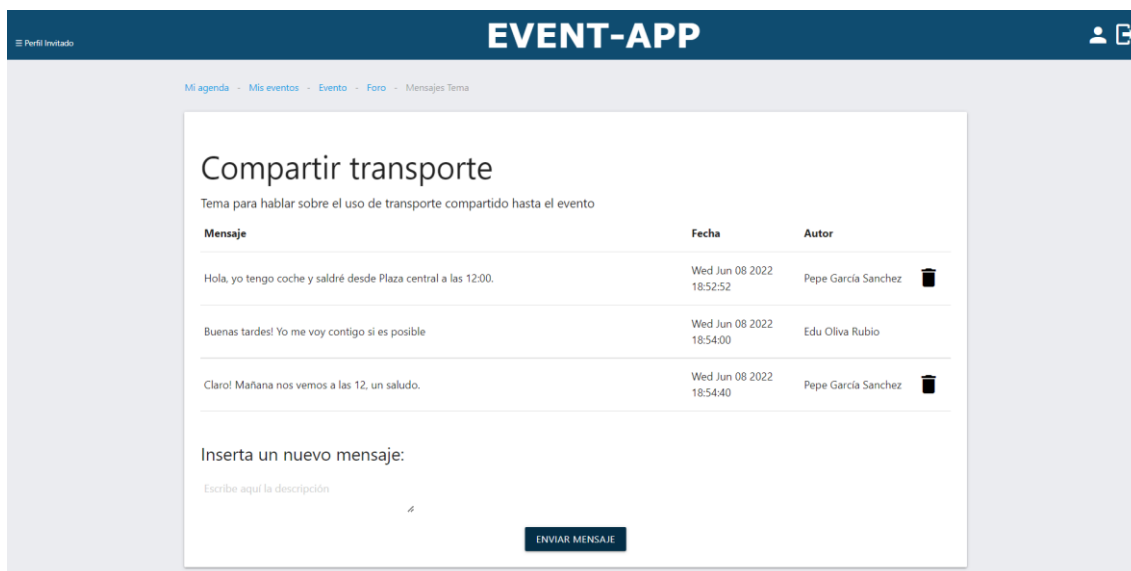 ☰ Perfil Invitado
EVENT-APP
Mi agenda - Mis eventos - Evento - Foro - Mensajes Tema
Compartir transporte
Tema para hablar sobre el uso de transporte compartido hasta el evento
Mensaje Fecha Autor
Hola, yo tengo coche y saldré desde Plaza central a las 12:00. Wed Jun 08 2022 18:52:52 Pepe García Sanchez
Buenas tardes! Yo me voy contigo si es posible Wed Jun 08 2022 18:54:00 Edu Oliva Rubio
Claro! Mañana nos vemos a las 12, un saludo. Wed Jun 08 2022 18:54:40 Pepe García Sanchez
Inserta un nuevo mensaje:
Escribe aquí la descripción
ENVIAR MENSAJE